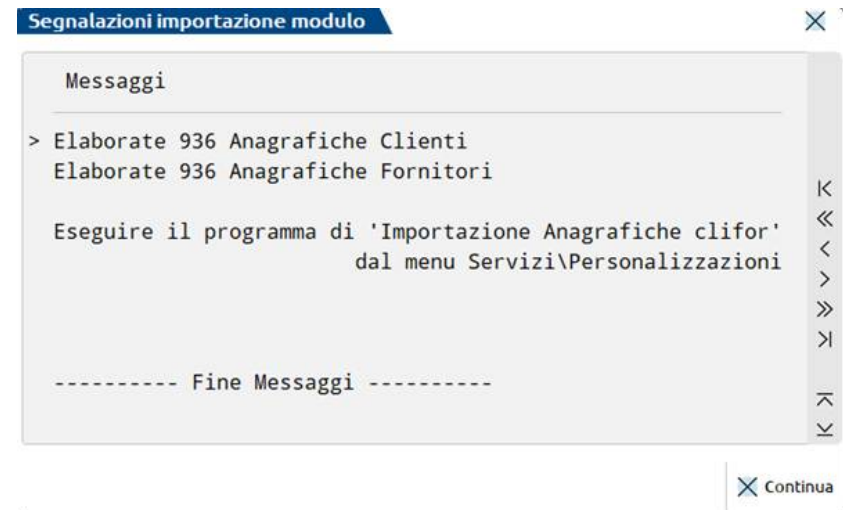 Segnalazioni importazione modulo
Messaggi
> Elaborate 936 Anagrafiche Clienti
Elaborate 936 Anagrafiche Fornitori
Eseguire il programma di 'Importazione Anagrafiche clifor'
dal menu Servizi\Personalizzazioni
---------- Fine Messaggi ----------
Continua